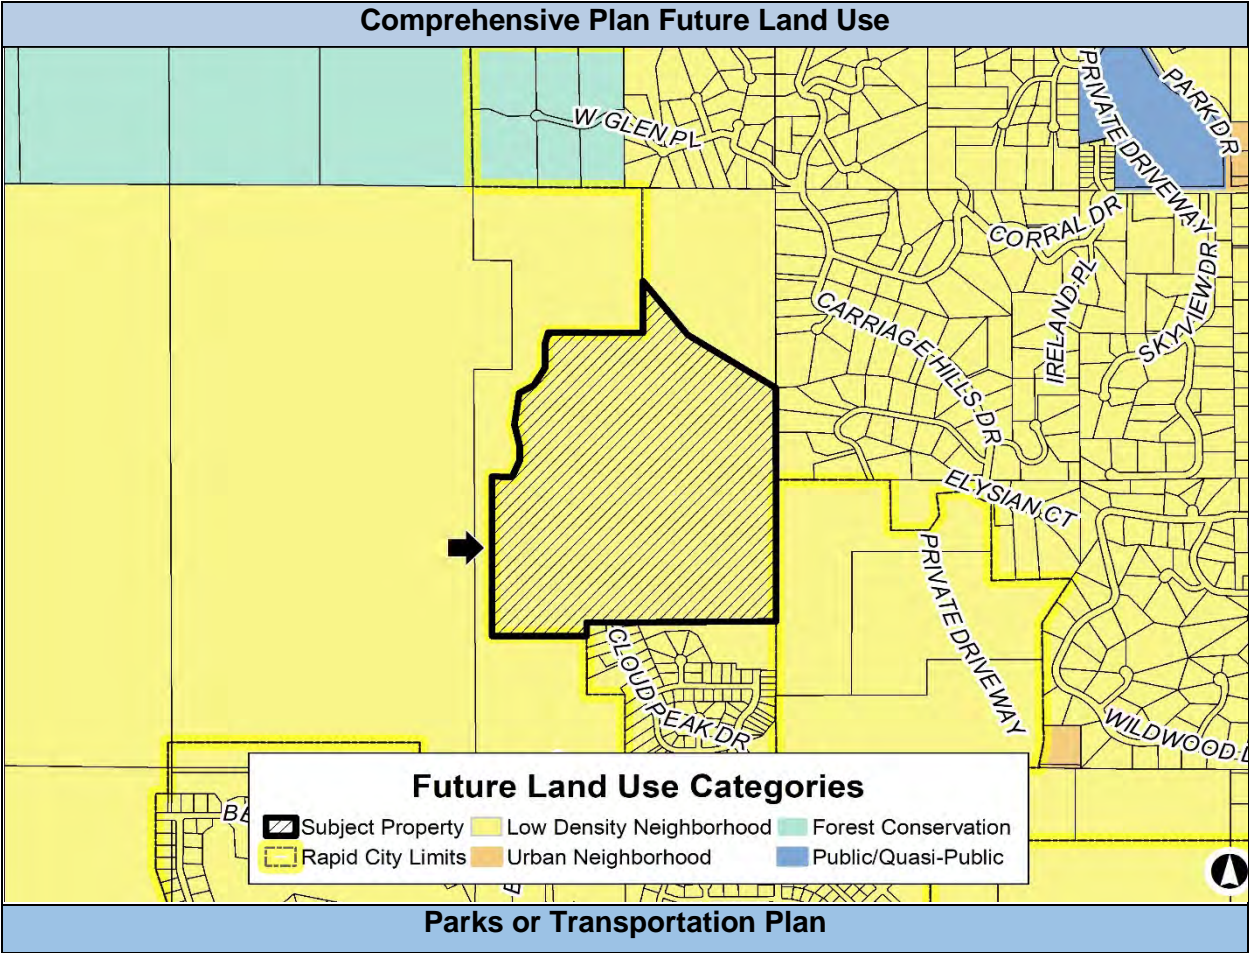 Comprehensive Plan Future Land Use
W GLEN PL
PRIVATE DRIVEWAY
PARK DR
CORRAL DR
IRELAND PL
SKYVIEW DR
CARRIAGE HILLS DR
ELYSIAN CT
PRIVATE DRIVEWAY
CLOUD PEAK DR
WILDWOOD
Future Land Use Categories
Subject Property
Low Density Neighborhood
Forest Conservation
Rapid City Limits
Urban Neighborhood
Public/Quasi-Public
Parks or Transportation Plan